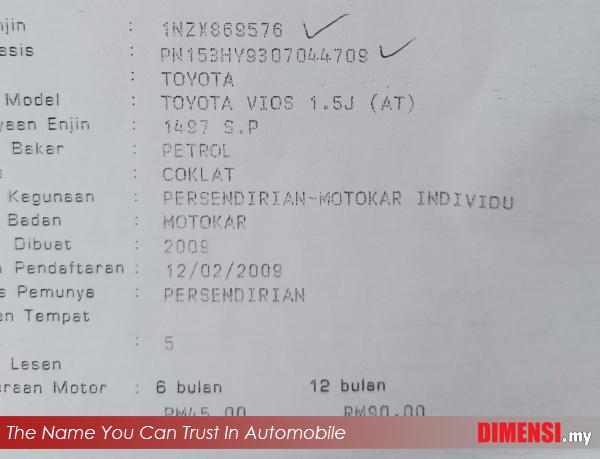 njin : 1NZX869576
asis : PN153HY9307044709
: TOYOTA
Model : TOYOTA VIOS 1.5J (AT)
yaan Enjin : 1497 S.P
Bakar : PETROL
: COKLAT
Kegunaan : PERSENDIRIAN-MOTOKAR INDIVIDU
Badan : MOTOKAR
Dibuat : 2009
Pendaftaran : 12/02/2009
s Pemunya : PERSENDIRIAN
en Tempat
: 5
Lesen
eraan Motor : 6 bulan 12 bulan
RM45.00 RM90.00
The Name You Can Trust In Automobile
DIMENSI.my